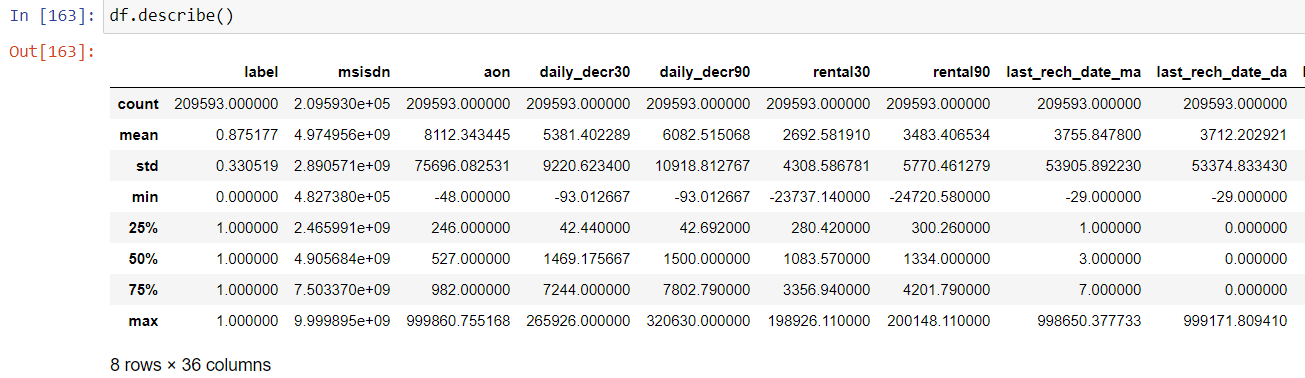 In [163]: df.describe()
Out[163]:
label msisdn aon daily_decr30 daily_decr90 rental30 rental90 last_rech_date_ma last_rech_date_da
count 209593.000000 2.095930e+05 209593.000000 209593.000000 209593.000000 209593.000000 209593.000000 209593.000000 209593.000000
mean 0.875177 4.974956e+09 8112.343445 5381.402289 6082.515068 2692.581910 3483.406534 3755.847800 3712.202921
std 0.330519 2.890571e+09 75696.082531 9220.623400 10918.812767 4308.586781 5770.461279 53905.892230 53374.833430
min 0.000000 4.827380e+05 -48.000000 -93.012667 -93.012667 -23737.140000 -24720.580000 -29.000000 -29.000000
25% 1.000000 2.465991e+09 246.000000 42.440000 42.692000 280.420000 300.260000 1.000000 0.000000
50% 1.000000 4.905684e+09 527.000000 1469.175667 1500.000000 1083.570000 1334.000000 3.000000 0.000000
75% 1.000000 7.503370e+09 982.000000 7244.000000 7802.790000 3356.940000 4201.790000 7.000000 0.000000
max 1.000000 9.999895e+09 999860.755168 265926.000000 320630.000000 198926.110000 200148.110000 998650.377733 999171.809410
8 rows × 36 columns